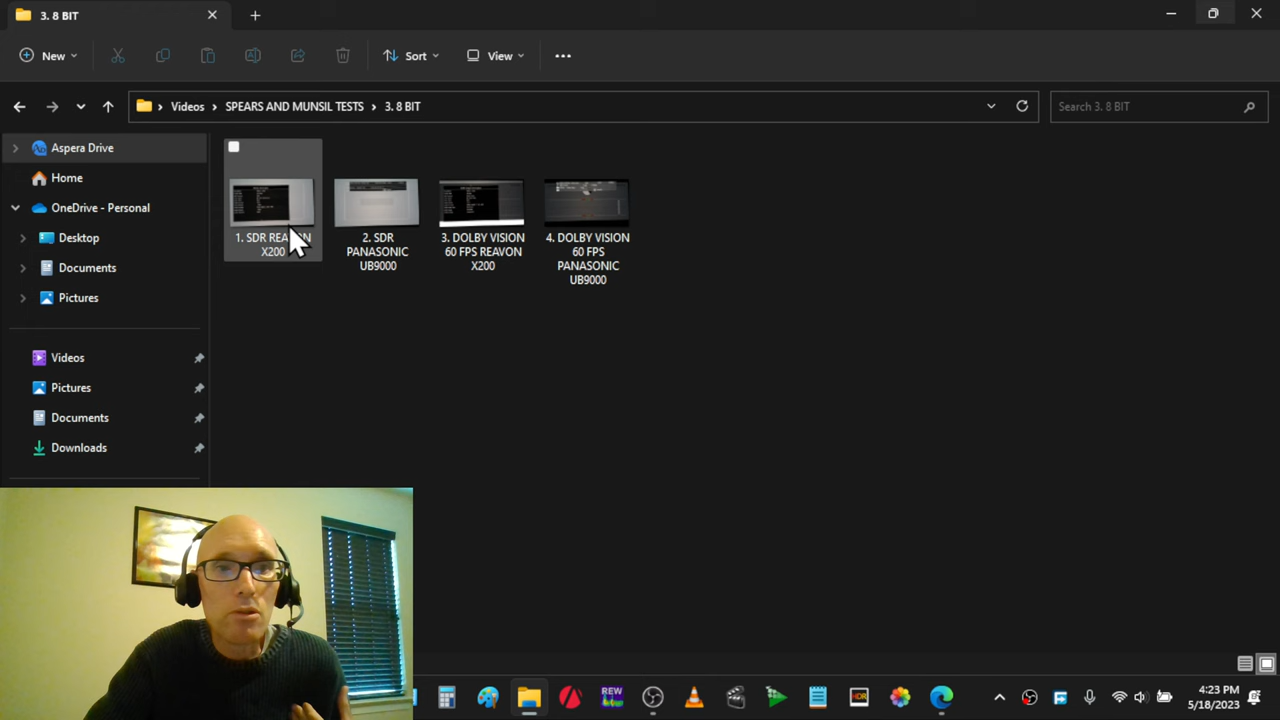 3. 8 BIT
New
Sort
View
Videos
SPEARS AND MUNSIL TESTS
3. 8 BIT
Search 3. 8 BIT
Aspera Drive
Home
OneDrive - Personal
Desktop
Documents
Pictures
Videos
Pictures
Documents
Downloads
2. SDR
PANASONIC
UB9000
3. DOLBY VISION
60 FPS REAVON
X200
4. DOLBY VISION
60 FPS
PANASONIC
UB9000
1. SDR REAVON
X200
REW
HDR
4:23 PM
5/18/2023